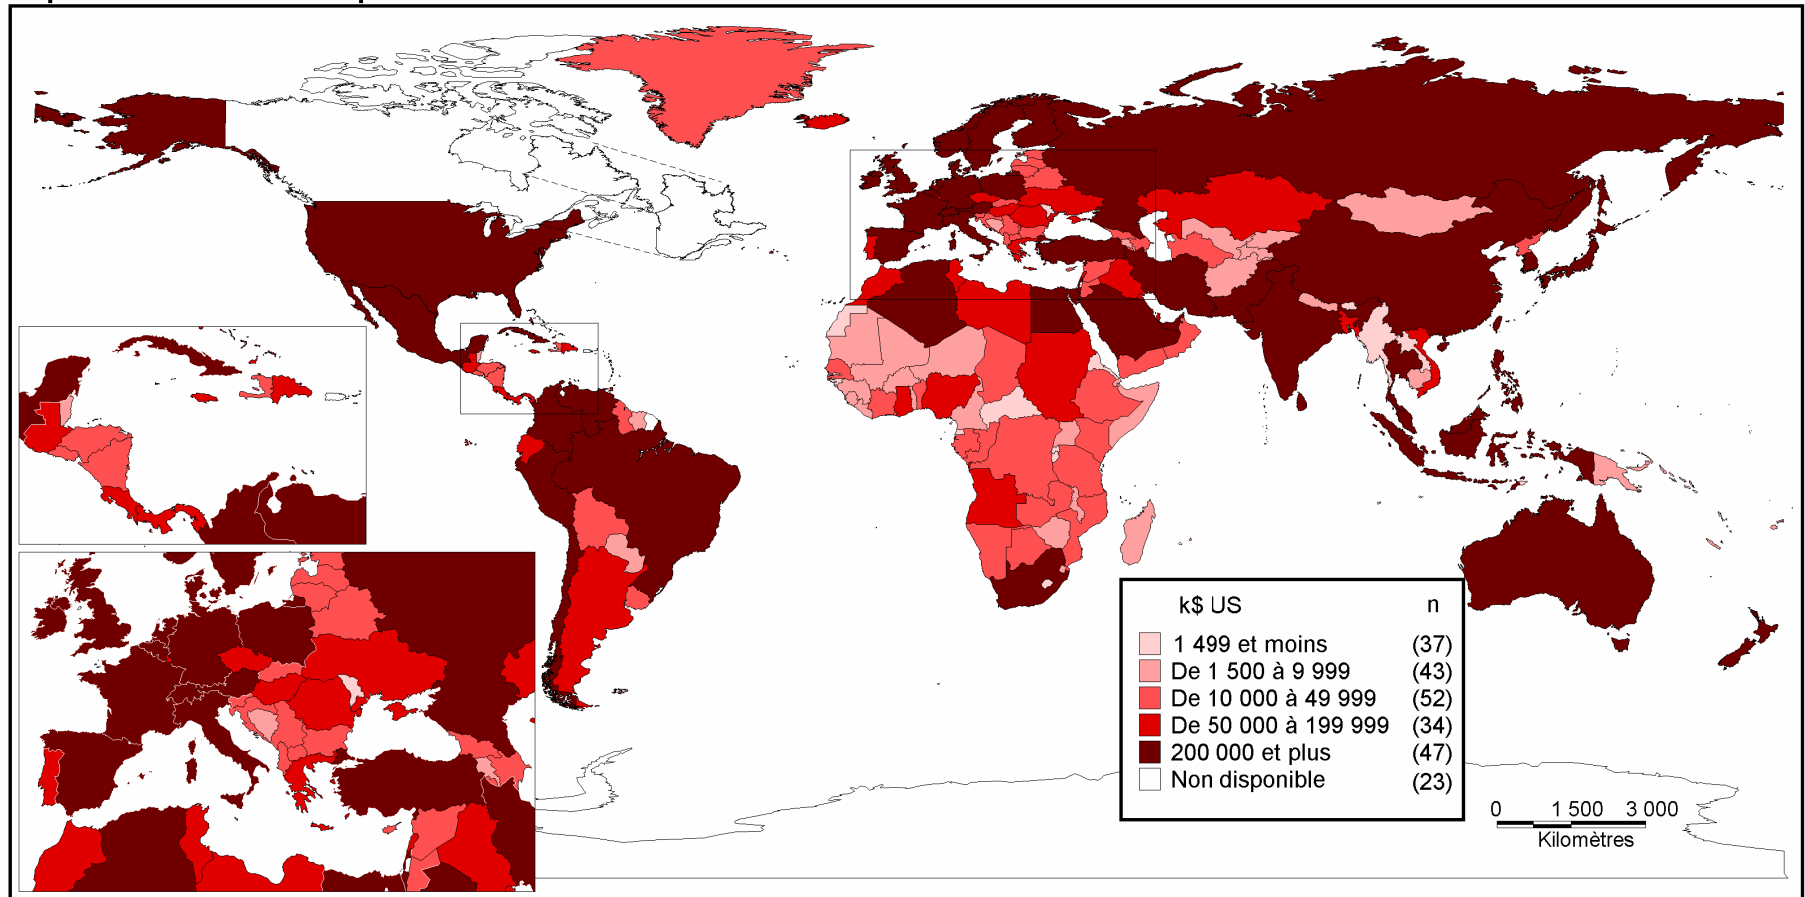 k$ US n
1 499 et moins (37)
De 1 500 à 9 999 (43)
De 10 000 à 49 999 (52)
De 50 000 à 199 999 (34)
200 000 et plus (47)
Non disponible (23)
0 1 500 3 000
Kilomètres